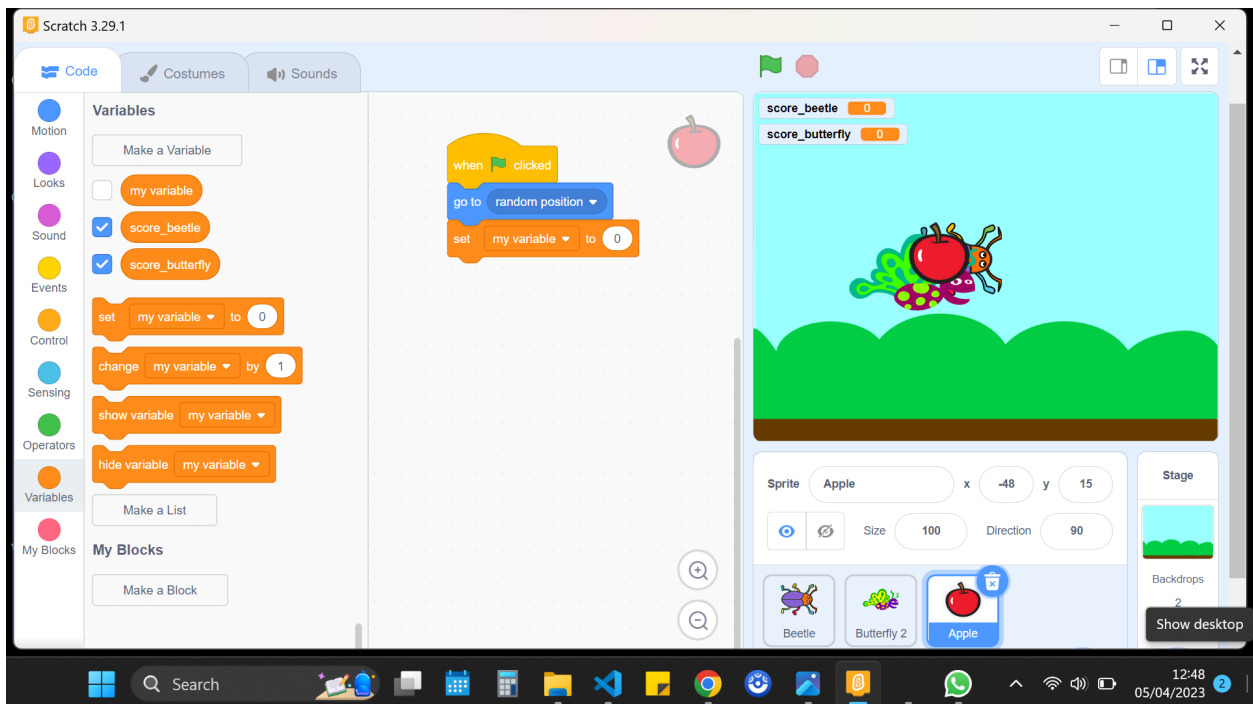 Scratch 3.29.1
Code
Costumes
Sounds
Motion
Looks
Sound
Events
Control
Sensing
Operators
Variables
My Blocks
Variables
Make a Variable
my variable
score_beetle
score_butterfly
set my variable to 0
change my variable by 1
show variable my variable
hide variable my variable
Make a List
My Blocks
Make a Block
when clicked
go to random position
set my variable to 0
score_beetle 0
score_butterfly 0
Sprite Apple x -48 y 15
Size 100 Direction 90
Beetle
Butterfly 2
Apple
Stage
Backdrops
2
Show desktop
Search
12:48
05/04/2023
2